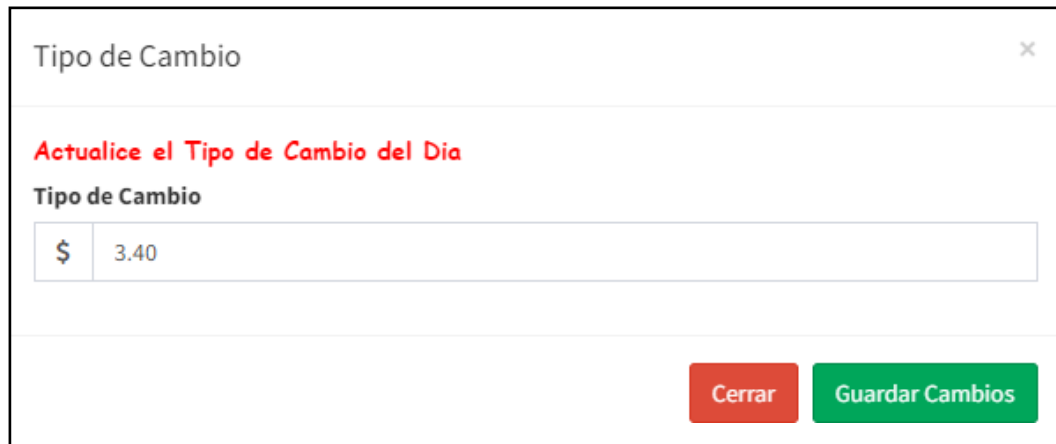 Tipo de Cambio ×
Actualice el Tipo de Cambio del Dia
Tipo de Cambio
$ 3.40
Cerrar Guardar Cambios